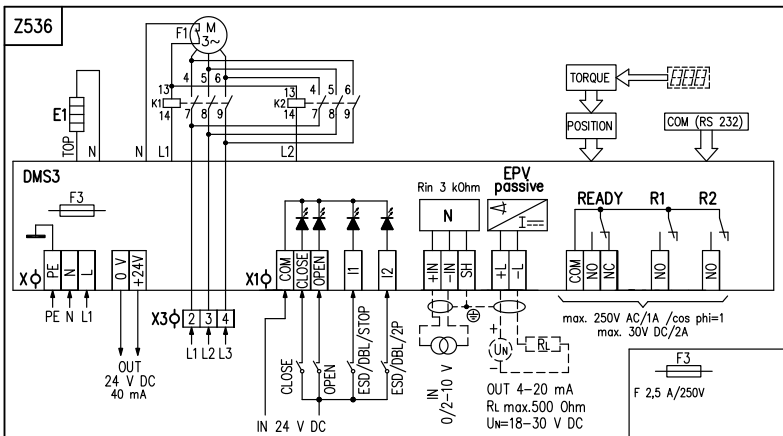 Z536
F1
M
3~
4 5 6
4 5 6
13
K1
14
7 8 9
13
K2
14
7 8 9
E1
TOP
N
N
L1
L2
TORQUE
POSITION
COM (RS 232)
DMS3
F3
Rin 3 kOhm
N
EPV
passive
I
READY
R1
R2
X
PE
N
L
0 V
+24V
X1
COM
CLOSE
OPEN
I1
I2
+IN
-IN
SH
+L
-L
COM
NO
NC
NO
NO
PE N L1
X3
2 3 4
L1 L2 L3
OUT
24 V DC
40 mA
CLOSE
OPEN
ESD/DBL/STOP
ESD/DBL/2P
IN 24 V DC
IN
0/2-10 V
+
UN
-
RL
OUT 4-20 mA
RL max.500 Ohm
UN=18-30 V DC
max. 250V AC/1A /cos phi=1
max. 30V DC/2A
F3
F 2,5 A/250V